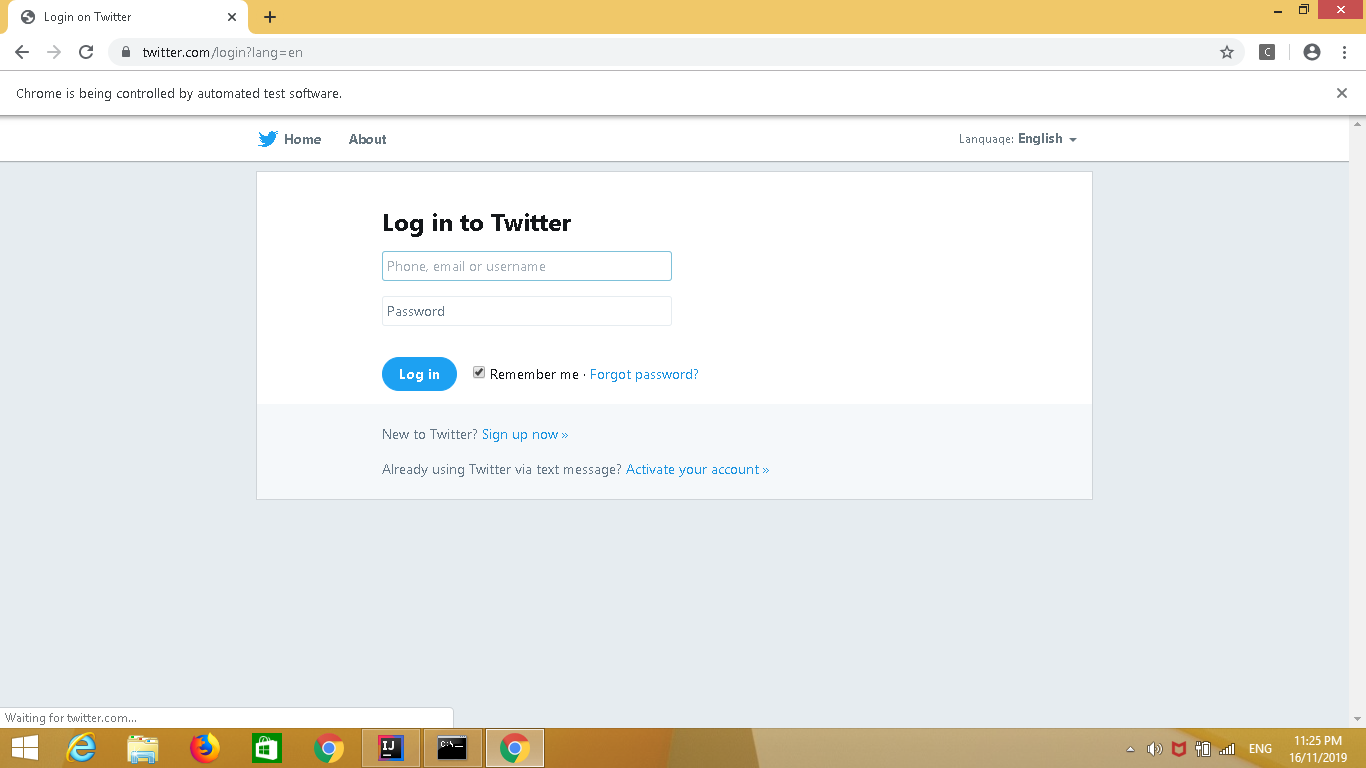 Login on Twitter
twitter.com/login?lang=en
C
Chrome is being controlled by automated test software.
Home About Language: English
Log in to Twitter
Phone, email or username
Password
Log in Remember me · Forgot password?
New to Twitter? Sign up now »
Already using Twitter via text message? Activate your account »
Waiting for twitter.com...
IJ
C:\
ENG
11:25 PM
16/11/2019